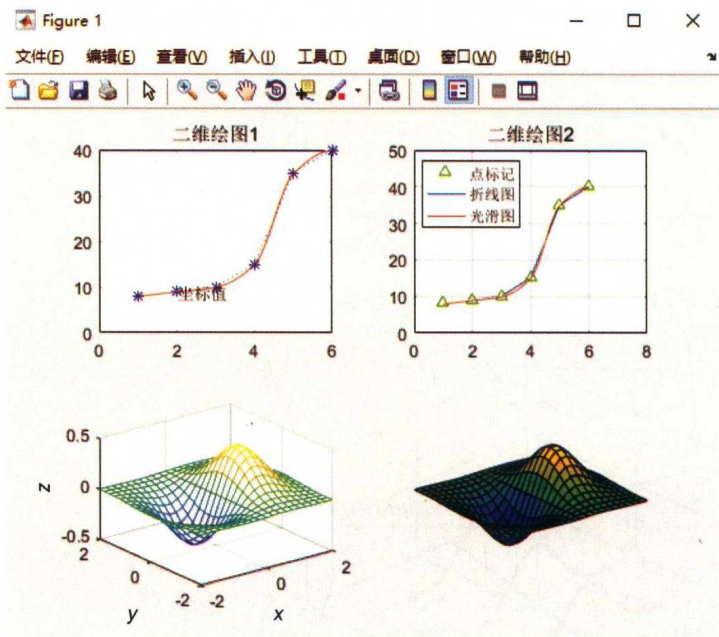 Figure 1
文件(F) 编辑(E) 查看(V) 插入(I) 工具(T) 桌面(D) 窗口(W) 帮助(H)
二维绘图1
40
30
20
10
0
0 2 4 6
坐标值
二维绘图2
50
40
30
20
10
0
0 2 4 6 8
点标记
折线图
光滑图
0.5
0
-0.5
z
2
0
-2
y
-2
0
2
x